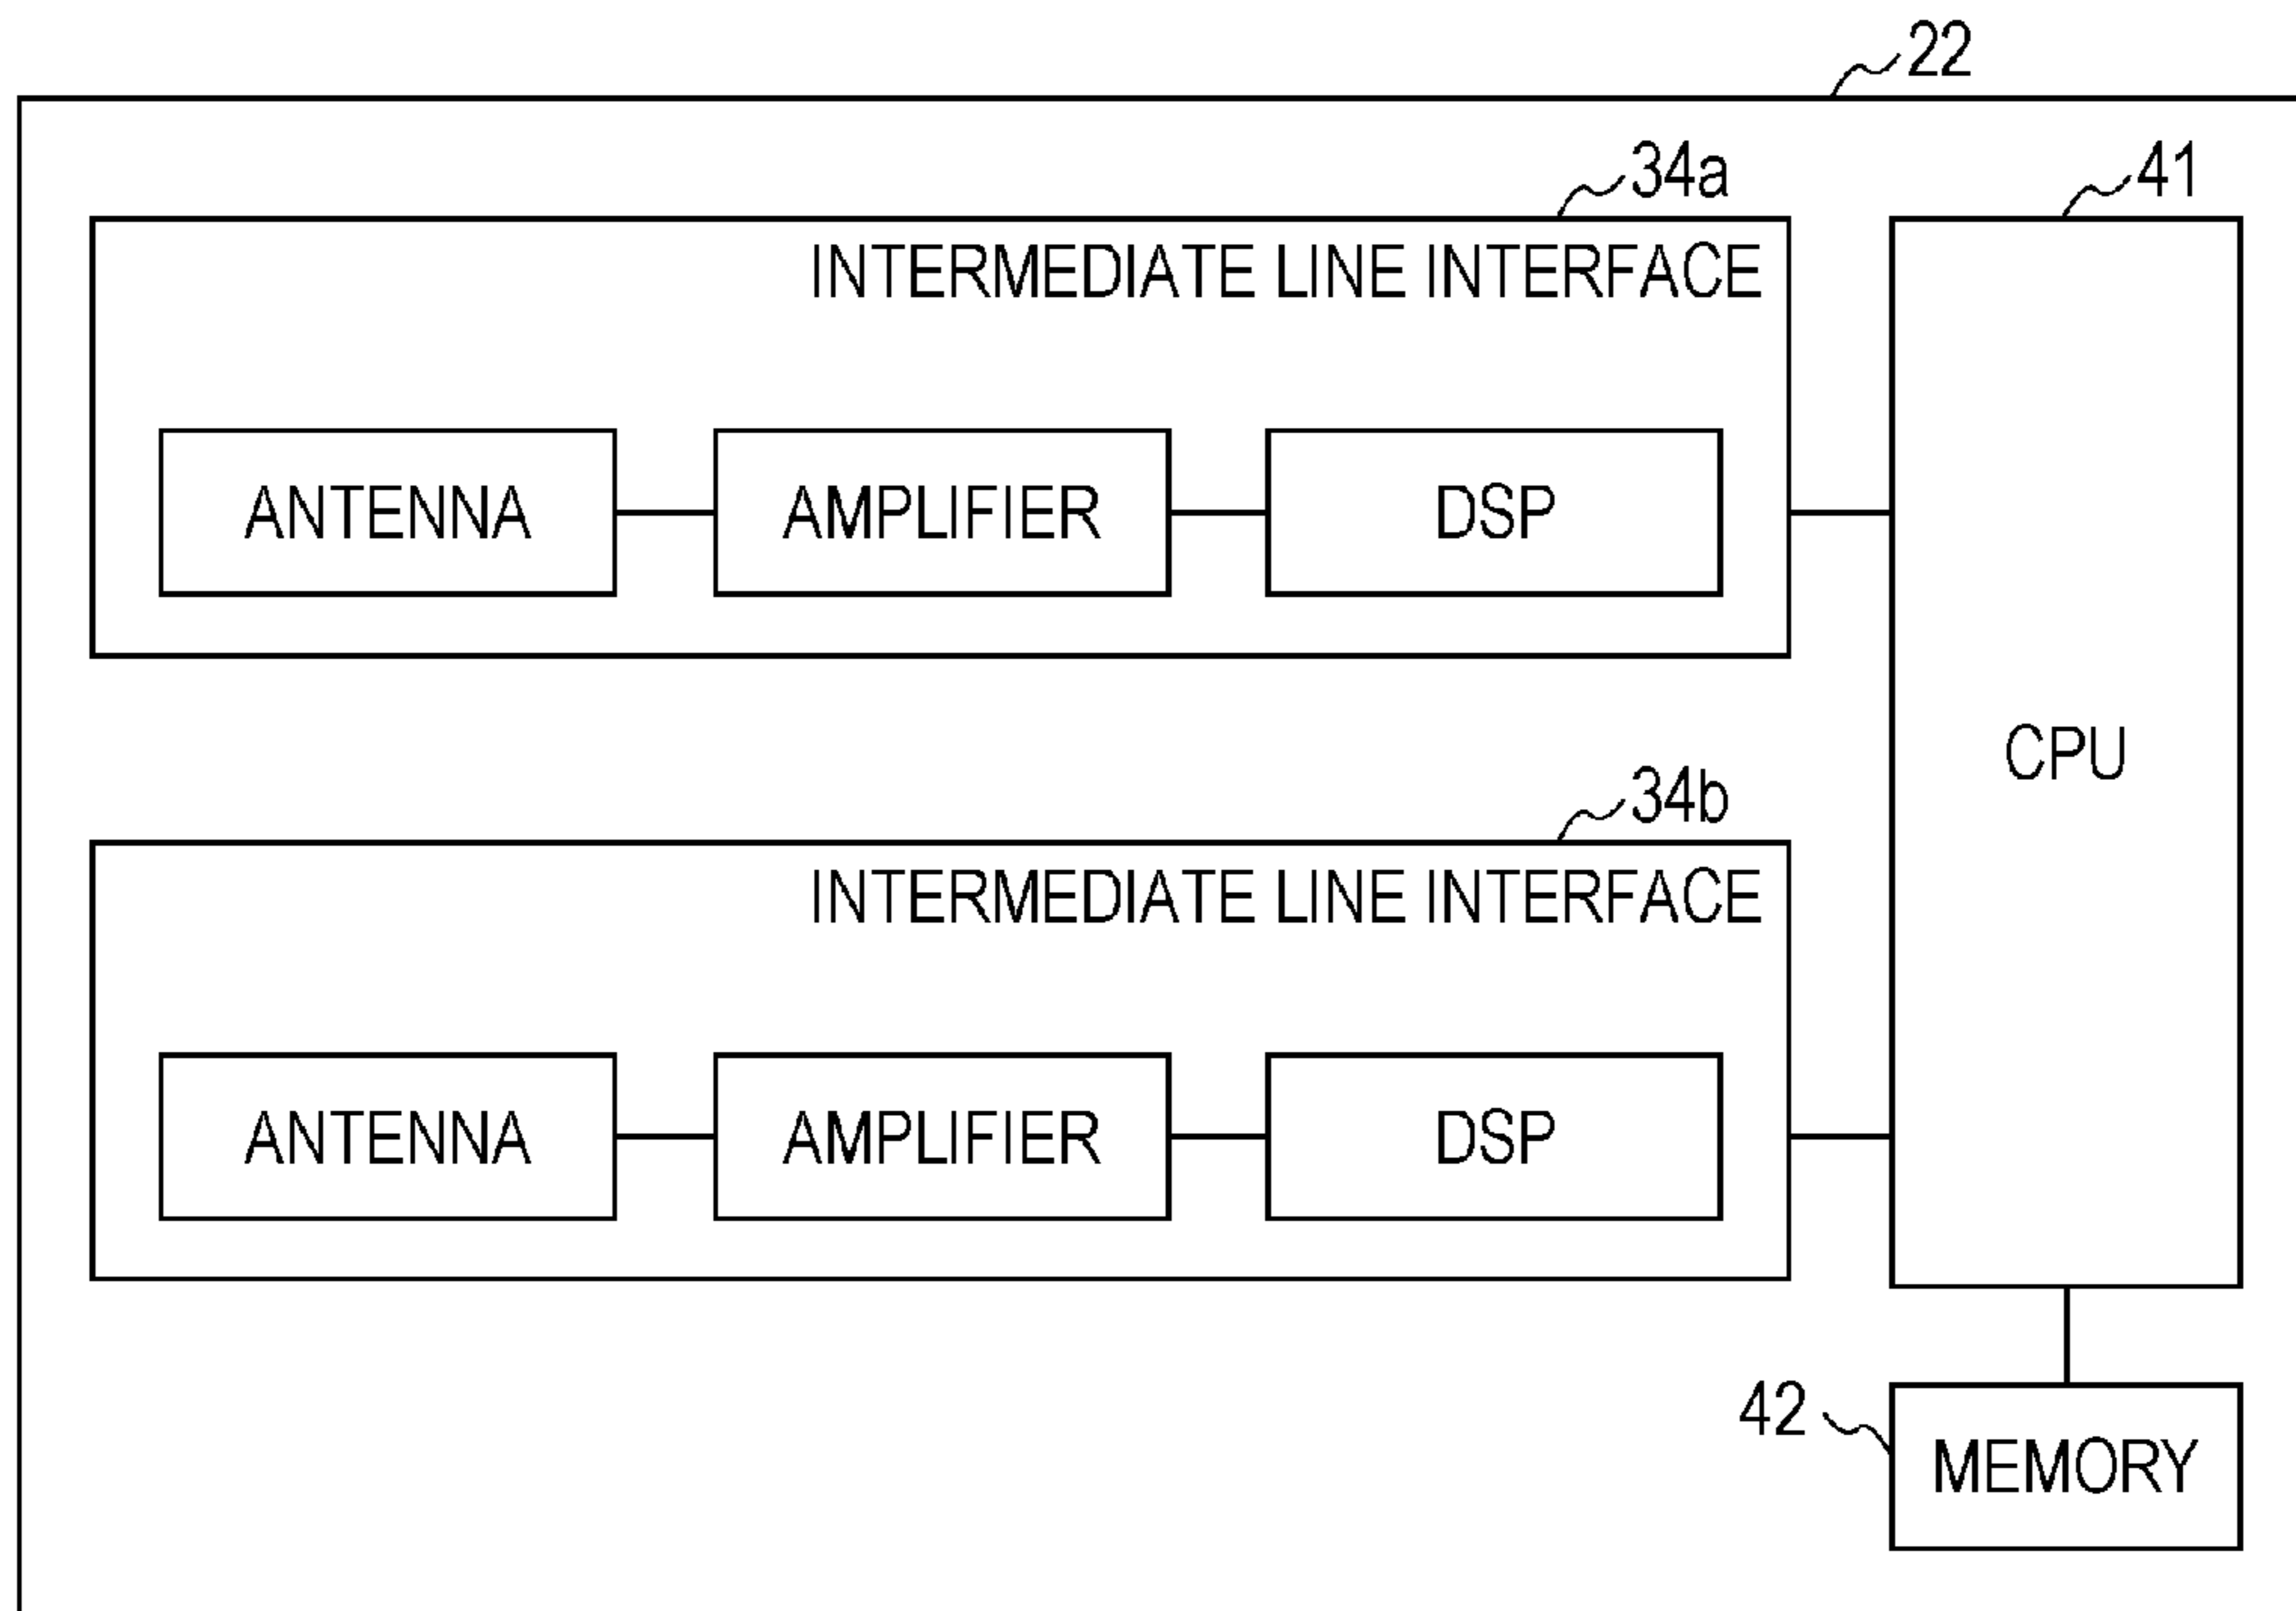 22
34a
41
INTERMEDIATE LINE INTERFACE
ANTENNA
AMPLIFIER
DSP
CPU
34b
INTERMEDIATE LINE INTERFACE
ANTENNA
AMPLIFIER
DSP
42
MEMORY